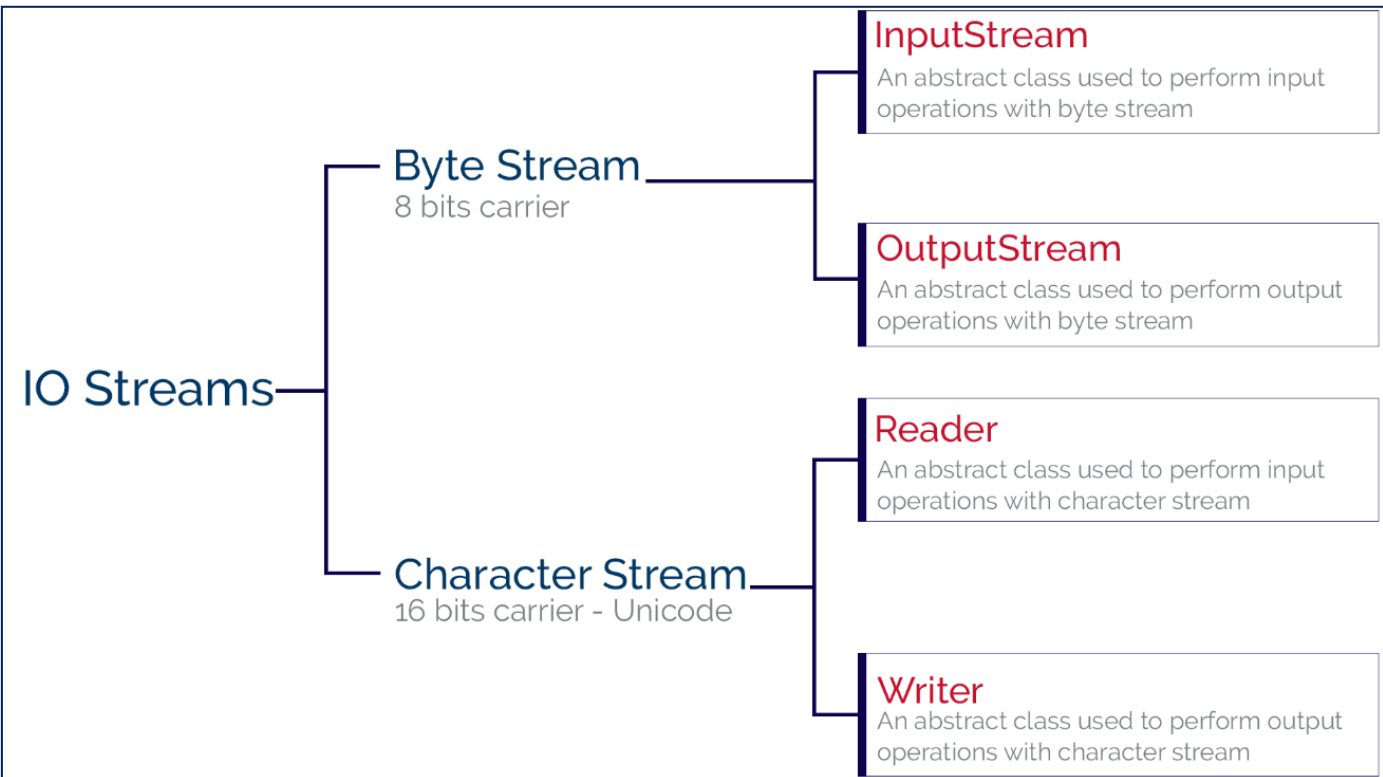 IO Streams
Byte Stream
8 bits carrier
InputStream
An abstract class used to perform input
operations with byte stream
OutputStream
An abstract class used to perform output
operations with byte stream
Character Stream
16 bits carrier - Unicode
Reader
An abstract class used to perform input
operations with character stream
Writer
An abstract class used to perform output
operations with character stream